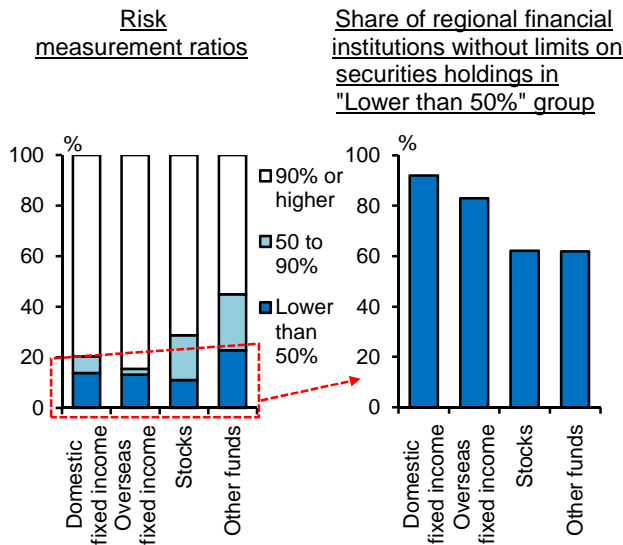 Risk
measurement ratios
%
100
80
60
40
20
0
90% or
higher
50 to
90%
Lower
than
50%
Domestic
fixed income
Overseas
fixed income
Stocks
Other funds
Share of regional financial
institutions without limits on
securities holdings in
"Lower than 50%" group
%
100
80
60
40
20
0
Domestic
fixed income
Overseas
fixed income
Stocks
Other funds